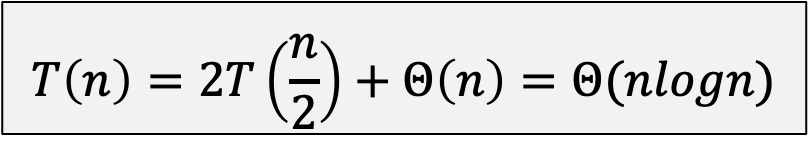 T(n) = 2T(n/2) + Θ(n) = Θ(nlogn)